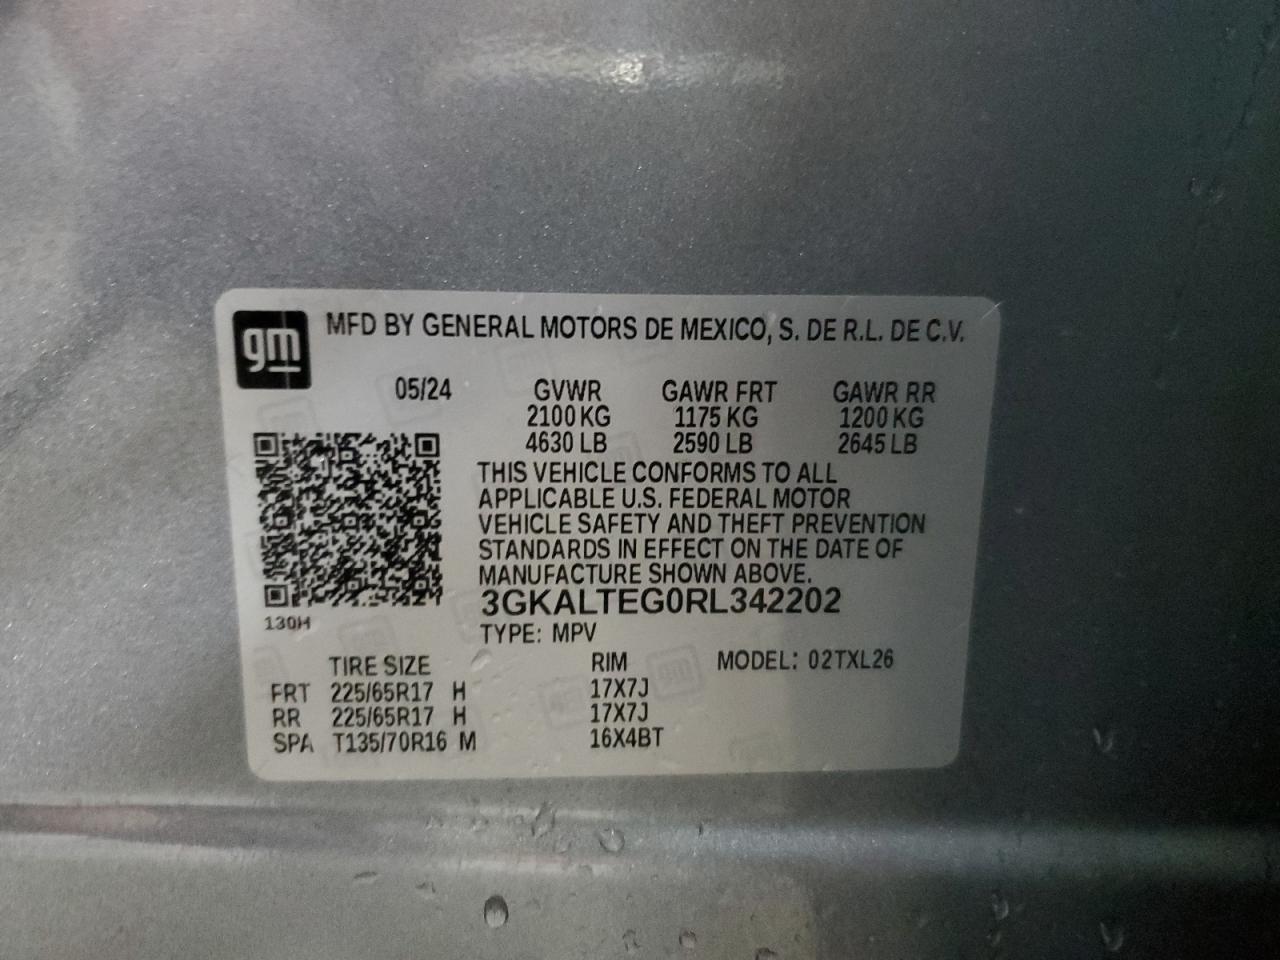 gm
MFD BY GENERAL MOTORS DE MEXICO, S. DE R.L. DE C.V.
05/24 GVWR GAWR FRT GAWR RR
2100 KG 1175 KG 1200 KG
4630 LB 2590 LB 2645 LB
THIS VEHICLE CONFORMS TO ALL
APPLICABLE U.S. FEDERAL MOTOR
VEHICLE SAFETY AND THEFT PREVENTION
STANDARDS IN EFFECT ON THE DATE OF
MANUFACTURE SHOWN ABOVE.
3GKALTEG0RL342202
130H
TYPE: MPV
TIRE SIZE RIM MODEL: 02TXL26
FRT 225/65R17 H 17X7J
RR 225/65R17 H 17X7J
SPA T135/70R16 M 16X4BT